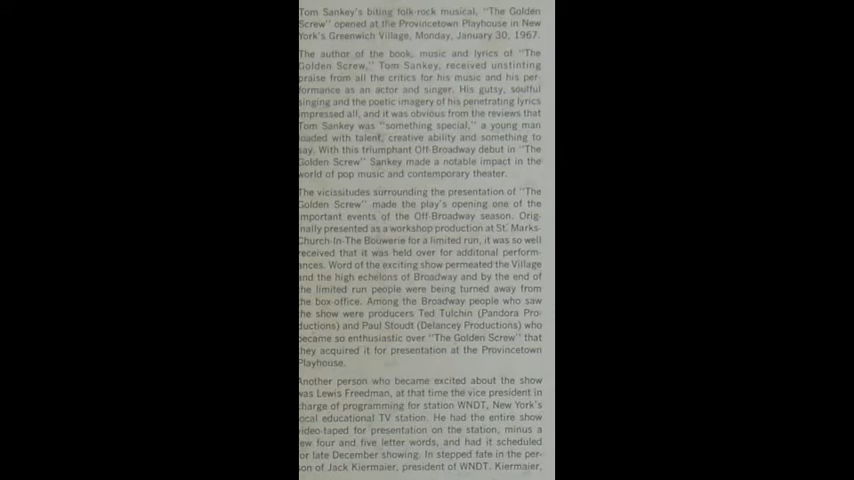 Tom Sankey's biting folk-rock musical, "The Golden
Screw" opened at the Provincetown Playhouse in New
York's Greenwich Village, Monday, January 30, 1967.
The author of the book, music and lyrics of "The
Golden Screw," Tom Sankey, received unstinting
praise from all the critics for his music and his per-
formance as an actor and singer. His gutsy, soulful
singing and the poetic imagery of his penetrating lyrics
impressed all, and it was obvious from the reviews that
Tom Sankey was "something special," a young man
loaded with talent, creative ability and something to
say. With this triumphant Off-Broadway debut in "The
Golden Screw" Sankey made a notable impact in the
world of pop music and contemporary theater.
The vicissitudes surrounding the presentation of "The
Golden Screw" made the play's opening one of the
important events of the Off-Broadway season. Orig-
inally presented as a workshop production at St. Marks-
Church-In-The Bouwerie for a limited run, it was so well
received that it was held over for additonal perform-
ances. Word of the exciting show permeated the Village
and the high echelons of Broadway and by the end of
the limited run people were being turned away from
the box-office. Among the Broadway people who saw
the show were producers Ted Tulchin (Pandora Pro-
ductions) and Paul Stoudt (Delancey Productions) who
became so enthusiastic over "The Golden Screw" that
they acquired it for presentation at the Provincetown
Playhouse.
Another person who became excited about the show
was Lewis Freedman, at that time the vice president in
charge of programming for station WNDT, New York's
local educational TV station. He had the entire show
video-taped for presentation on the station, minus a
few four and five letter words, and had it scheduled
for late December showing. In stepped fate in the per-
son of Jack Kiermaier, president of WNDT. Kiermaier,